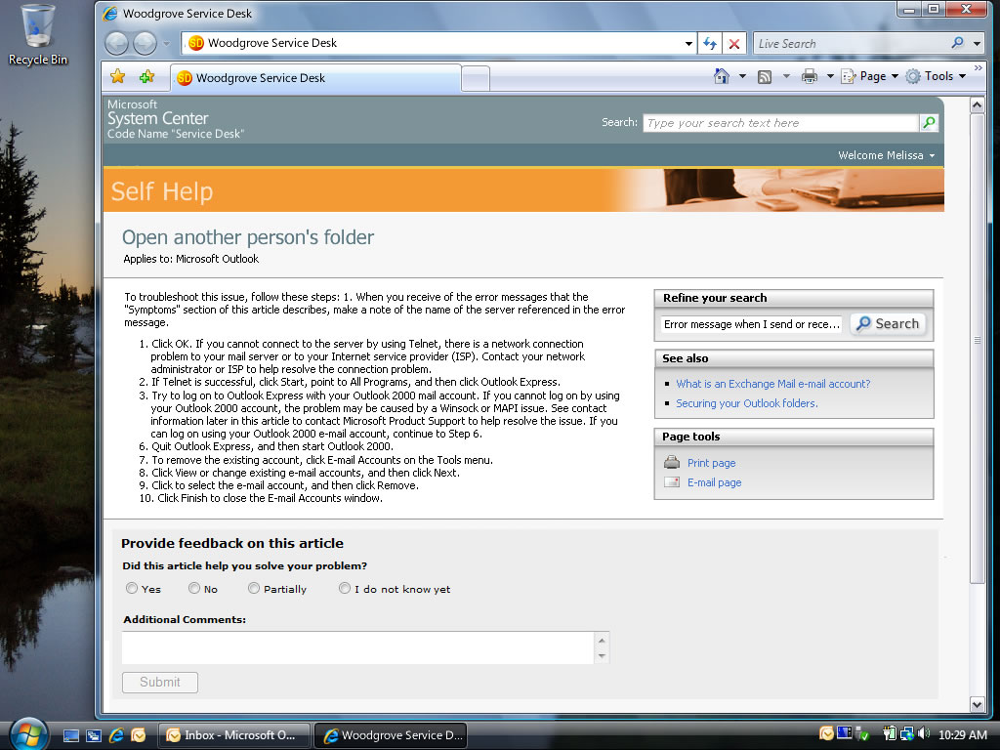 Woodgrove Service Desk
Recycle Bin
SD Woodgrove Service Desk
Live Search
SD Woodgrove Service Desk
Page
Tools
Microsoft
System Center
Code Name "Service Desk"
Search: Type your search text here
Welcome Melissa
Self Help
Open another person's folder
Applies to: Microsoft Outlook
To troubleshoot this issue, follow these steps: 1. When you receive of the error messages that the
"Symptoms" section of this article describes, make a note of the name of the server referenced in the error
message.
1. Click OK. If you cannot connect to the server by using Telnet, there is a network connection
problem to your mail server or to your Internet service provider (ISP). Contact your network
administrator or ISP to help resolve the connection problem.
2. If Telnet is successful, click Start, point to All Programs, and then click Outlook Express.
3. Try to log on to Outlook Express with your Outlook 2000 mail account. If you cannot log on by using
your Outlook 2000 account, the problem may be caused by a Winsock or MAPI issue. See contact
information later in this article to contact Microsoft Product Support to help resolve the issue. If you
can log on using your Outlook 2000 e-mail account, continue to Step 6.
6. Quit Outlook Express, and then start Outlook 2000.
7. To remove the existing account, click E-mail Accounts on the Tools menu.
8. Click View or change existing e-mail accounts, and then click Next.
9. Click to select the e-mail account, and then click Remove.
10. Click Finish to close the E-mail Accounts window.
Refine your search
Error message when I send or rece...
Search
See also
What is an Exchange Mail e-mail account?
Securing your Outlook folders.
Page tools
Print page
E-mail page
Provide feedback on this article
Did this article help you solve your problem?
Yes No Partially I do not know yet
Additional Comments:
Submit
Inbox - Microsoft O...
Woodgrove Service D...
10:29 AM